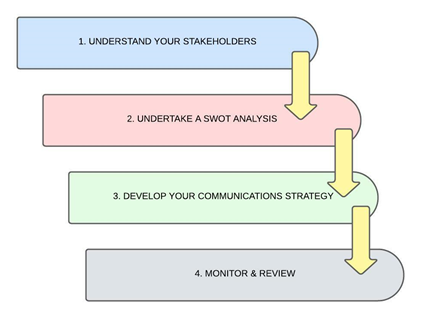 1. UNDERSTAND YOUR STAKEHOLDERS
2. UNDERTAKE A SWOT ANALYSIS
3. DEVELOP YOUR COMMUNICATIONS STRATEGY
4. MONITOR & REVIEW